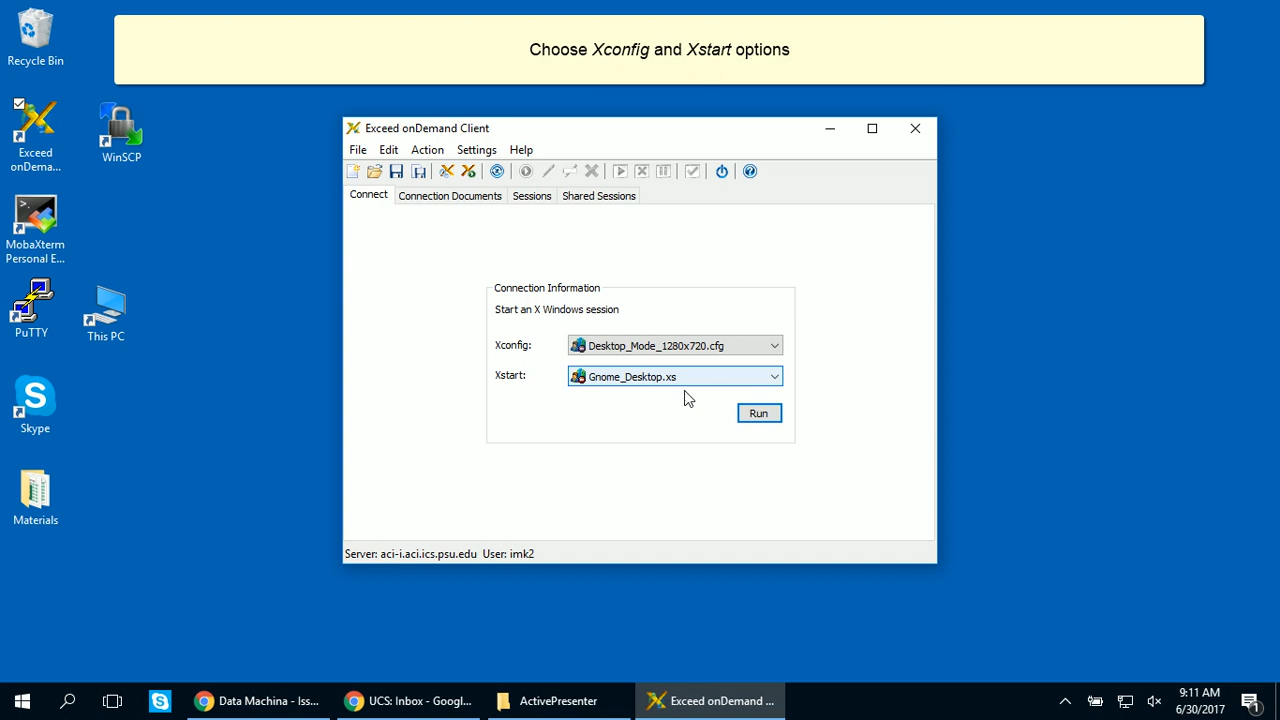 Recycle Bin
Choose Xconfig and Xstart options
Exceed
onDema...
WinSCP
MobaXterm
Personal E...
PuTTY
This PC
Skype
Materials
Exceed onDemand Client
File Edit Action Settings Help
Connect Connection Documents Sessions Shared Sessions
Connection Information
Start an X Windows session
Xconfig: Desktop_Mode_1280x720.cfg
Xstart: Gnome_Desktop.xs
Run
Server: aci-i.aci.ics.psu.edu User: imk2
Data Machina - Iss...
UCS: Inbox - Googl...
ActivePresenter
Exceed onDemand ...
9:11 AM
6/30/2017
1